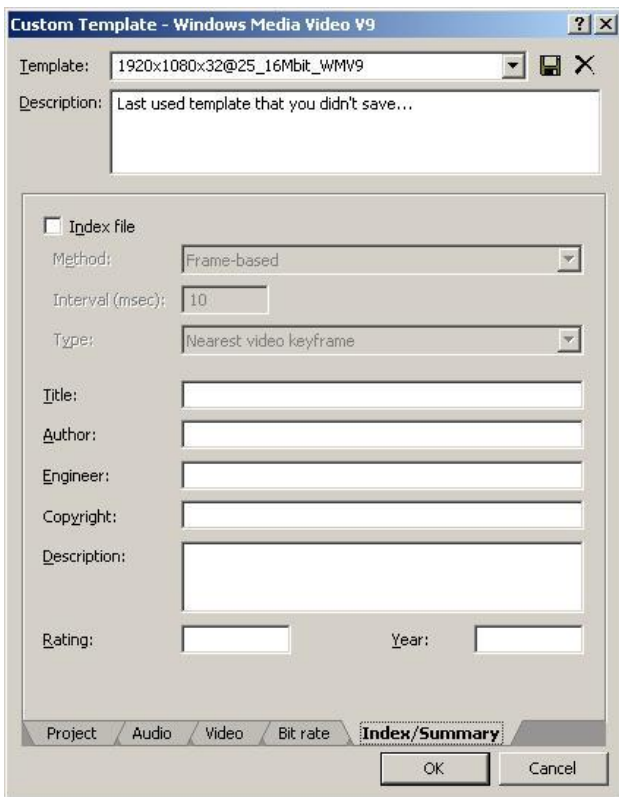 Custom Template - Windows Media Video V9
Template: 1920x1080x32@25_16Mbit_WMV9
Description: Last used template that you didn't save...
Index file
Method: Frame-based
Interval (msec): 10
Type: Nearest video keyframe
Title:
Author:
Engineer:
Copyright:
Description:
Rating: Year:
Project Audio Video Bit rate Index/Summary
OK Cancel